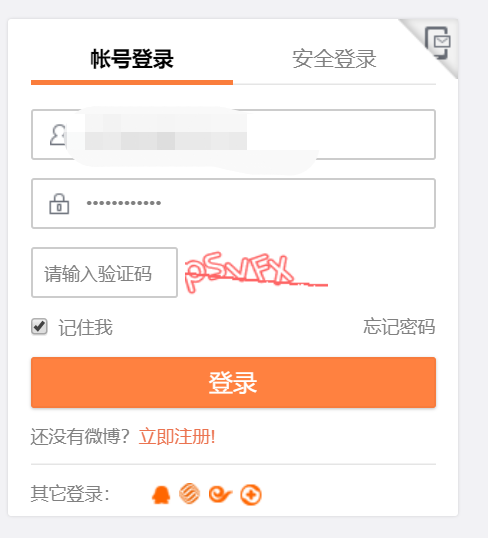 帐号登录 安全登录
请输入验证码
记住我 忘记密码
登录
还没有微博？立即注册!
其它登录：